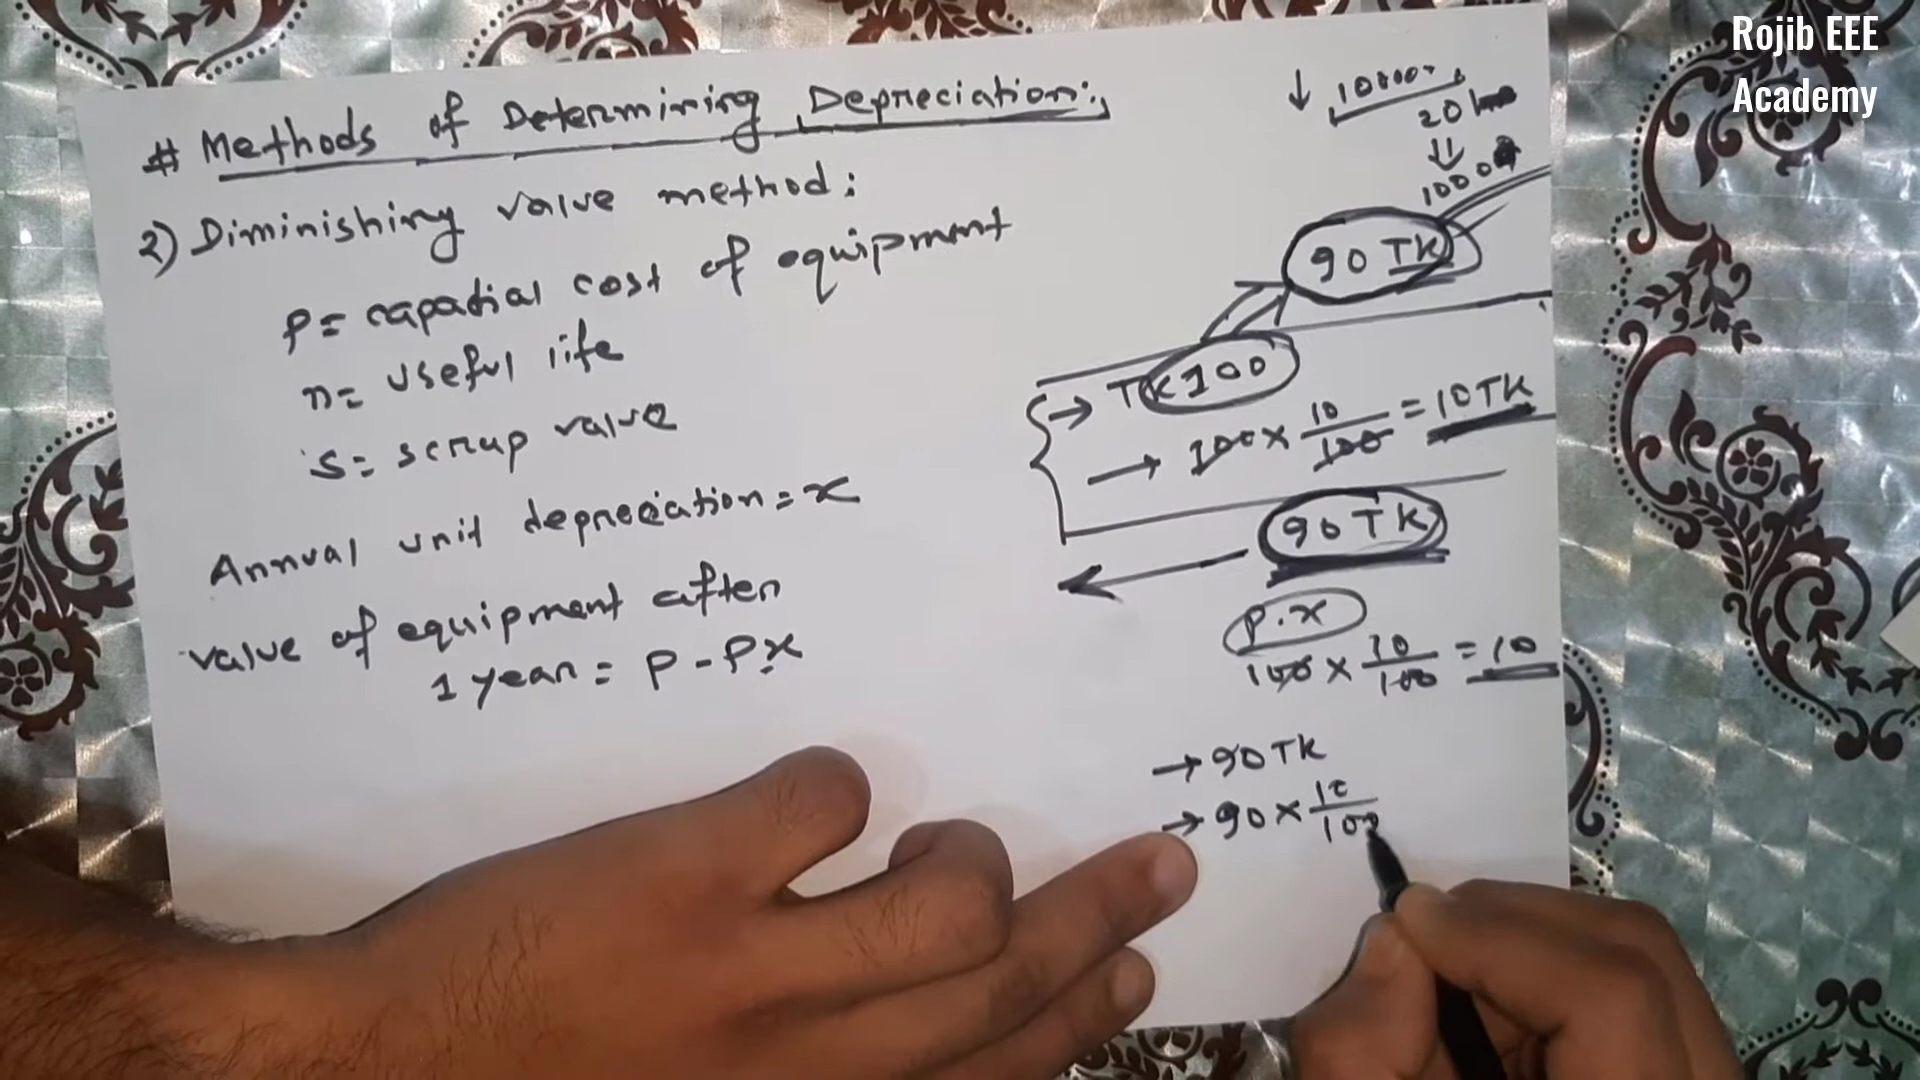 # Methods of Determining Depreciation:
2) Diminishing value method:
P = capatial cost of equipment
n = useful life
s = scrap value
Annual unit depreciation = x
value of equipment after
1 year = P - Px
20
90 TK
→ TK 100
→ 100 × 10/100 = 10 TK
90 TK
P.x
100 × 10/100 = 10
→ 90 TK
→ 90 × 10/100
Rojib EEE
Academy